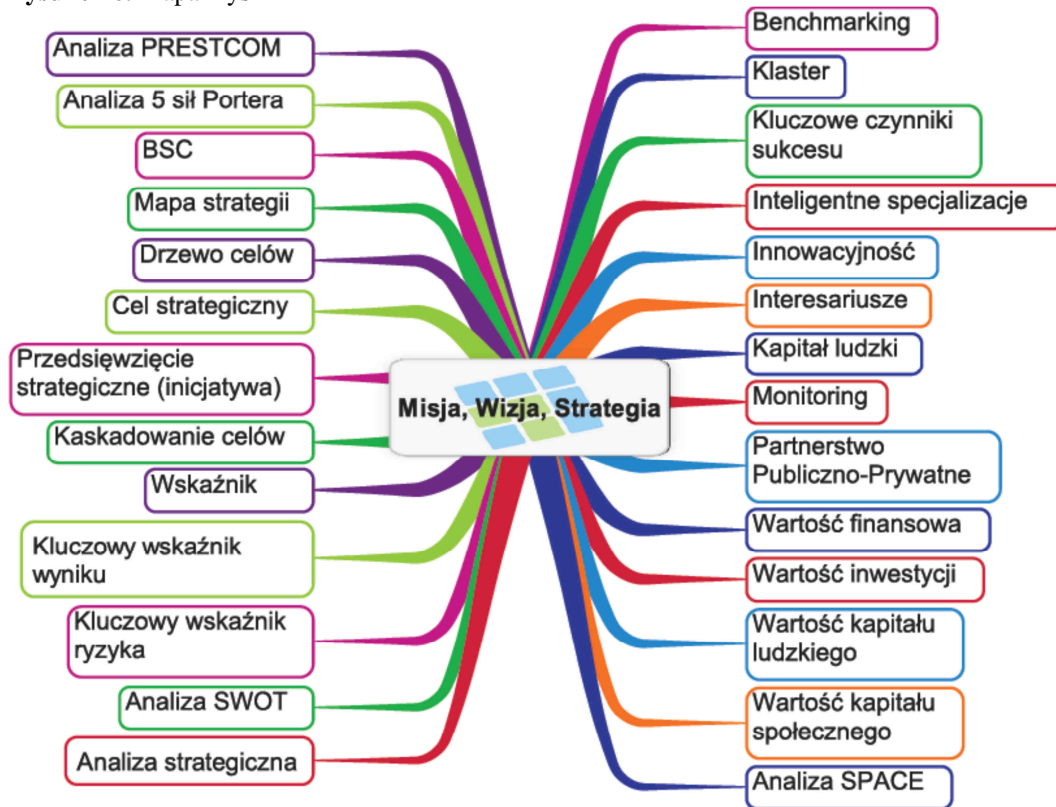 Analiza PRESTCOM
Analiza 5 sił Portera
BSC
Mapa strategii
Drzewo celów
Cel strategiczny
Przedsięwzięcie
strategiczne (inicjatywa)
Kaskadowanie celów
Wskaźnik
Kluczowy wskaźnik
wyniku
Kluczowy wskaźnik
ryzyka
Analiza SWOT
Analiza strategiczna
Misja, Wizja, Strategia
Benchmarking
Klaster
Kluczowe czynniki
sukcesu
Inteligentne specjalizacje
Innowacyjność
Interesariusze
Kapitał ludzki
Monitoring
Partnerstwo
Publiczno-Prywatne
Wartość finansowa
Wartość inwestycji
Wartość kapitału
ludzkiego
Wartość kapitału
społecznego
Analiza SPACE